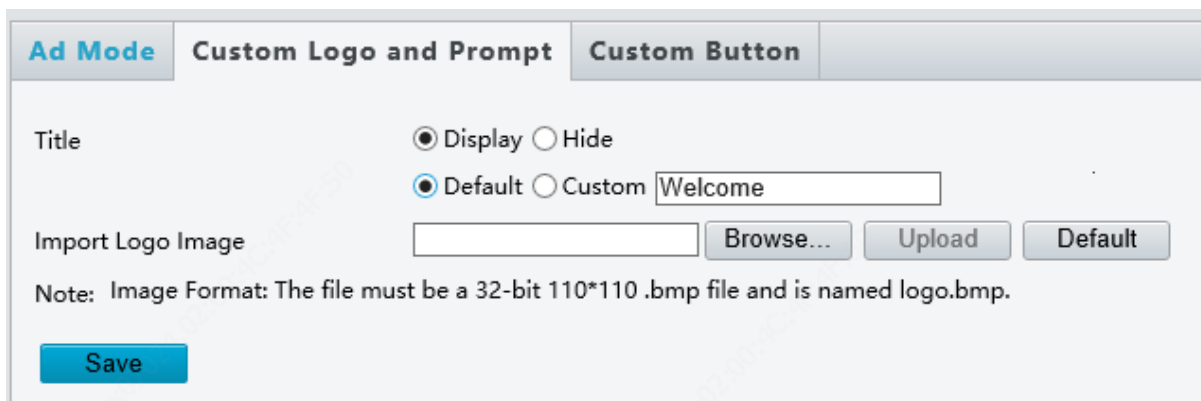 Ad Mode Custom Logo and Prompt Custom Button
Title Display Hide
Default Custom Welcome
Import Logo Image Browse... Upload Default
Note: Image Format: The file must be a 32-bit 110*110 .bmp file and is named logo.bmp.
Save